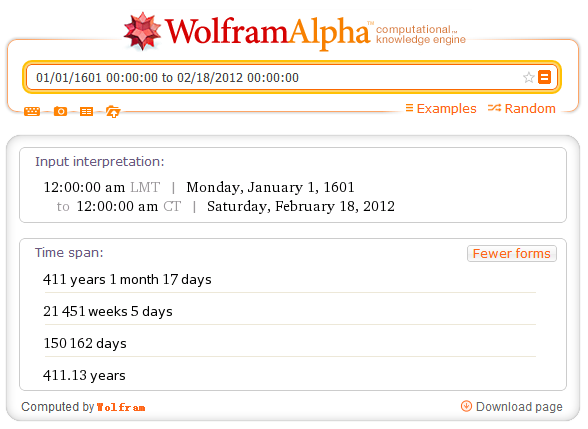 WolframAlpha™ computational... knowledge engine
01/01/1601 00:00:00 to 02/18/2012 00:00:00
Examples Random
Input interpretation:
12:00:00 am LMT | Monday, January 1, 1601
to 12:00:00 am CT | Saturday, February 18, 2012
Time span:
Fewer forms
411 years 1 month 17 days
21 451 weeks 5 days
150 162 days
411.13 years
Computed by Wolfram
Download page